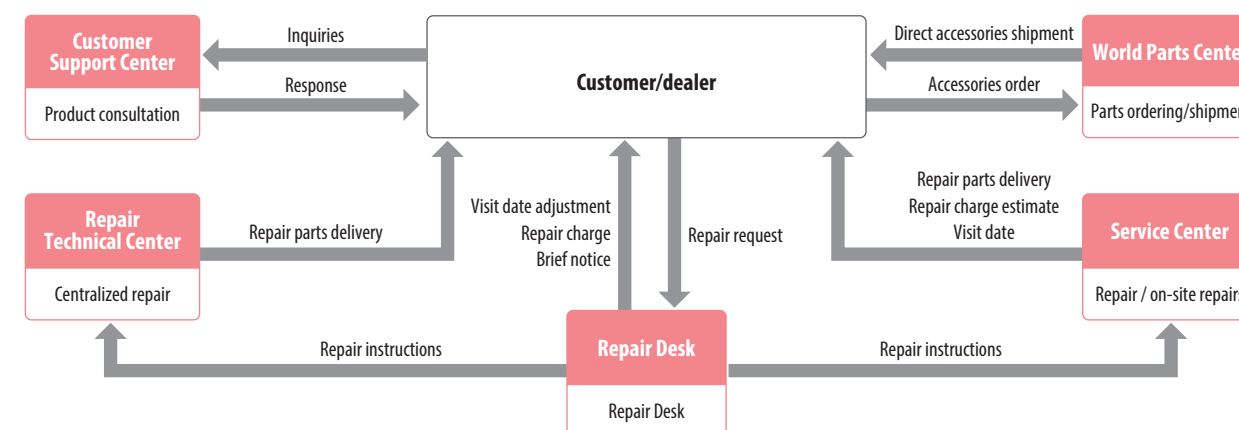 Customer
Support Center
Product consultation
Inquiries
Response
Customer/dealer
Direct accessories shipment
Accessories order
World Parts Cente
Parts ordering/shipmen
Repair
Technical Center
Centralized repair
Repair parts delivery
Visit date adjustment
Repair charge
Brief notice
Repair request
Repair parts delivery
Repair charge estimate
Visit date
Service Center
Repair / on-site repairs
Repair instructions
Repair Desk
Repair Desk
Repair instructions